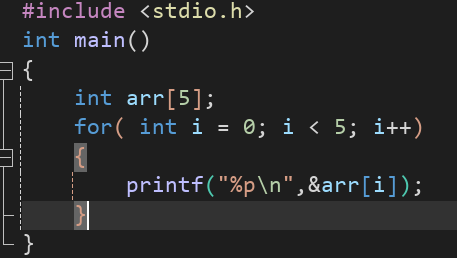 #include <stdio.h>
int main()
{
    int arr[5];
    for( int i = 0; i < 5; i++)
    {
        printf("%p\n",&arr[i]);
    }
}